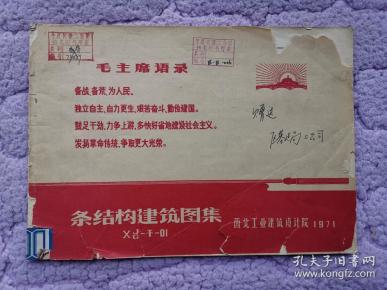 毛主席语录
备战、备荒、为人民。
独立自主、自力更生、艰苦奋斗、勤俭建国。
鼓足干劲、力争上游、多快好省地建设社会主义。
发扬革命传统，争取更大光荣。
条结构建筑图集
西北工业建筑设计院 1971
孔夫子旧书网